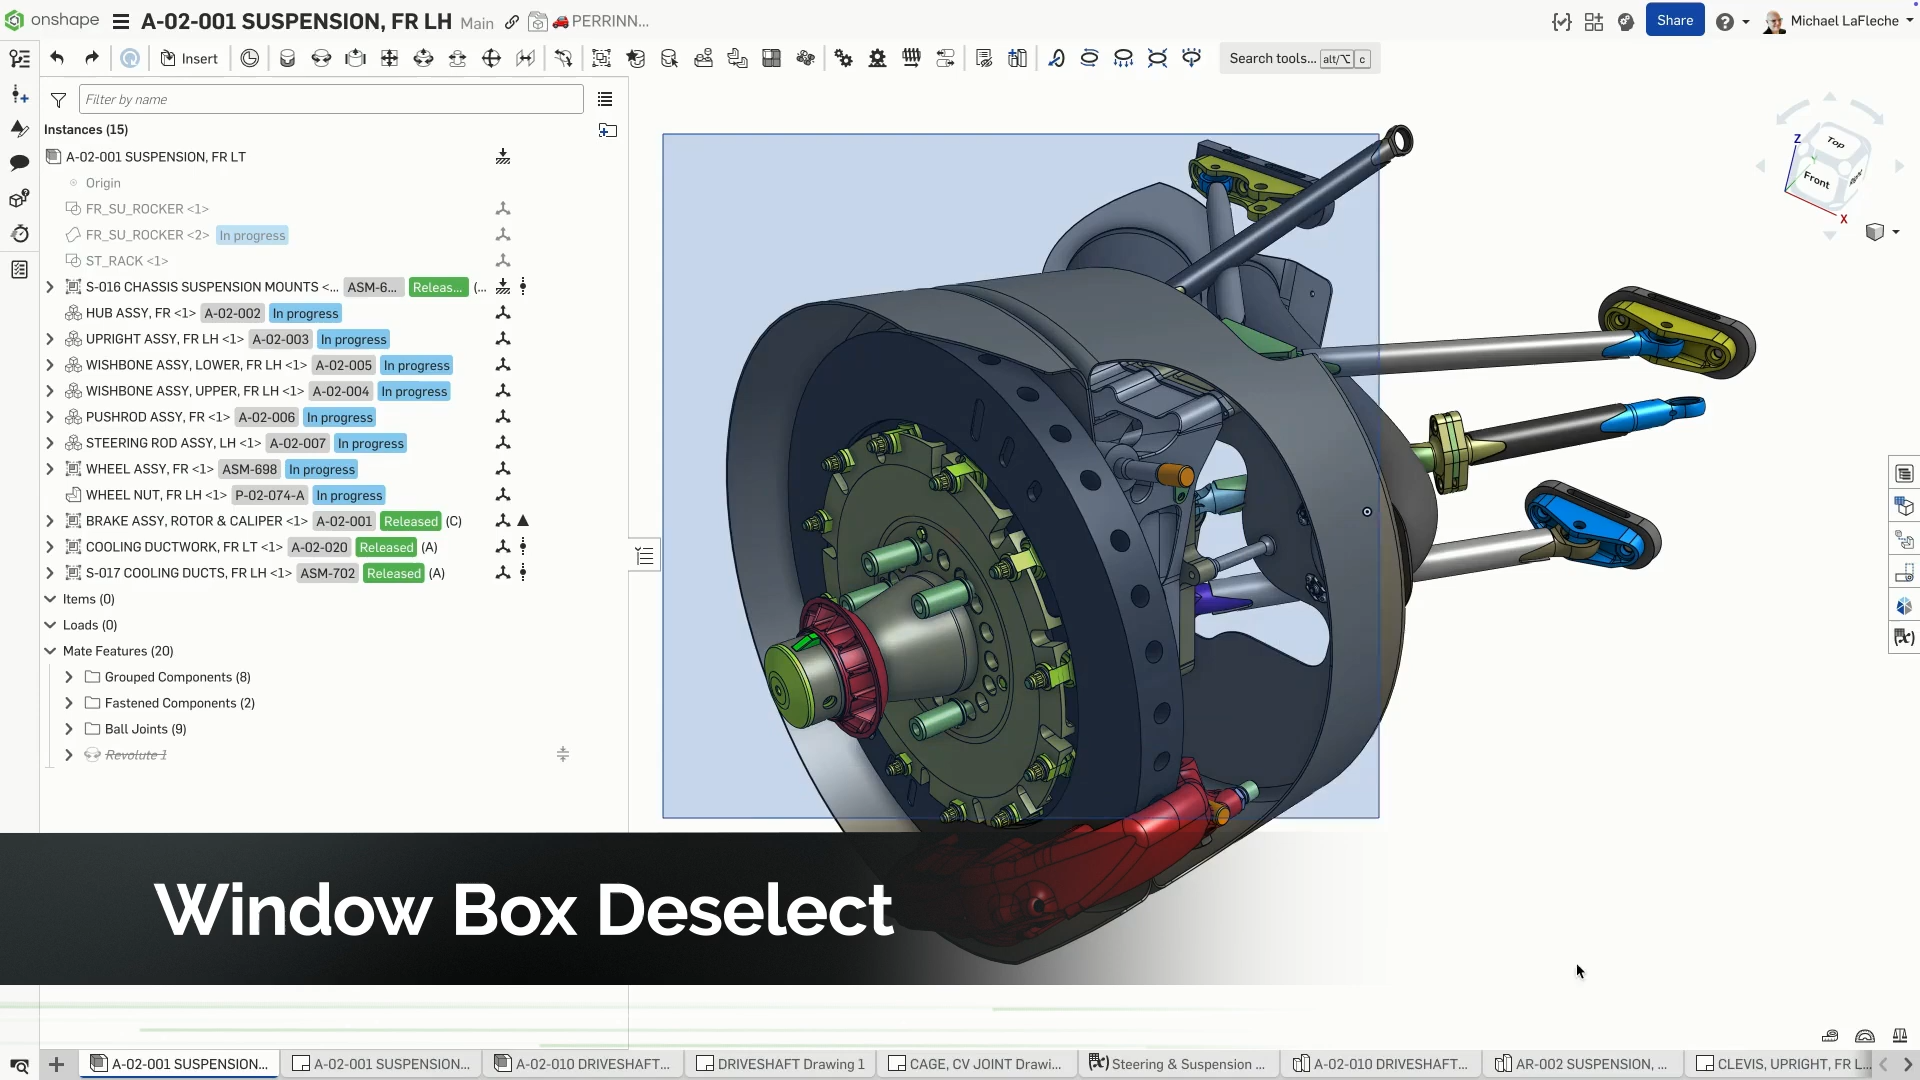 onshape A-02-001 SUSPENSION, FR LH Main PERRINN... Share Michael LaFleche
Insert Search tools... alt/⌥ c
Filter by name
Instances (15)
A-02-001 SUSPENSION, FR LT
Origin
FR_SU_ROCKER <1>
FR_SU_ROCKER <2> In progress
ST_RACK <1>
S-016 CHASSIS SUSPENSION MOUNTS <... ASM-6... Releas... (...
HUB ASSY, FR <1> A-02-002 In progress
UPRIGHT ASSY, FR LH <1> A-02-003 In progress
WISHBONE ASSY, LOWER, FR LH <1> A-02-005 In progress
WISHBONE ASSY, UPPER, FR LH <1> A-02-004 In progress
PUSHROD ASSY, FR <1> A-02-006 In progress
STEERING ROD ASSY, LH <1> A-02-007 In progress
WHEEL ASSY, FR <1> ASM-698 In progress
WHEEL NUT, FR LH <1> P-02-074-A In progress
BRAKE ASSY, ROTOR & CALIPER <1> A-02-001 Released (C)
COOLING DUCTWORK, FR LT <1> A-02-020 Released (A)
S-017 COOLING DUCTS, FR LH <1> ASM-702 Released (A)
Items (0)
Loads (0)
Mate Features (20)
Grouped Components (8)
Fastened Components (2)
Ball Joints (9)
Revolute 1
Z
Top
Front
X
Window Box Deselect
A-02-001 SUSPENSION... A-02-001 SUSPENSION... A-02-010 DRIVESHAFT... DRIVESHAFT Drawing 1 CAGE, CV JOINT Drawi... Steering & Suspension ... A-02-010 DRIVESHAFT... AR-002 SUSPENSION, ... CLEVIS, UPRIGHT, FR L...